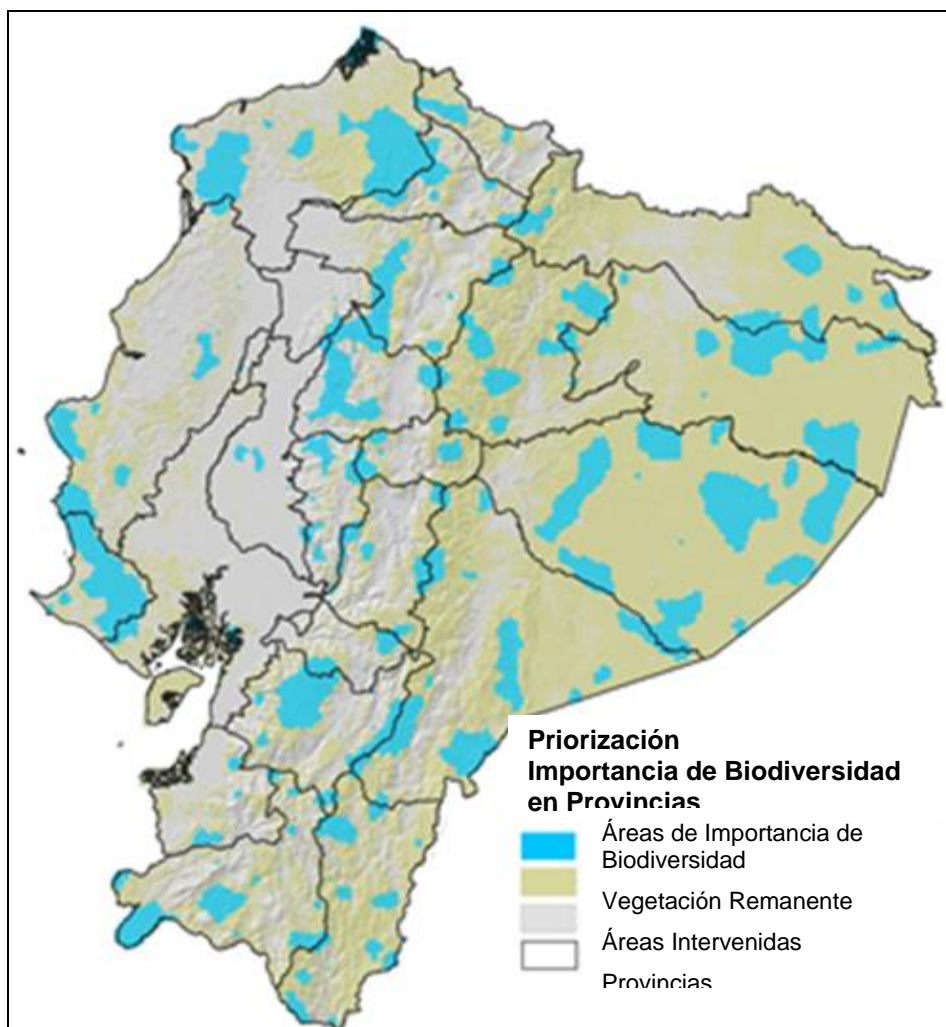 Priorización
Importancia de Biodiversidad
en Provincias
Áreas de Importancia de
Biodiversidad
Vegetación Remanente
Áreas Intervenidas
Provincias